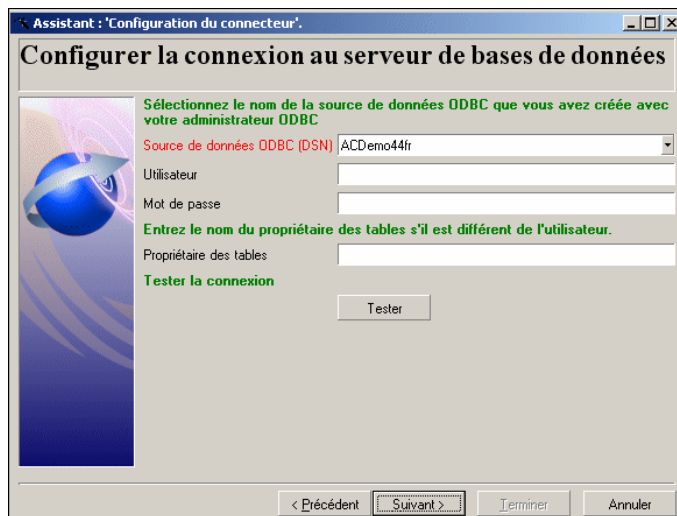 Assistant : 'Configuration du connecteur'.
Configurer la connexion au serveur de bases de données
Sélectionnez le nom de la source de données ODBC que vous avez créée avec
votre administrateur ODBC
Source de données ODBC (DSN) ACDemo44fr
Utilisateur
Mot de passe
Entrez le nom du propriétaire des tables s'il est différent de l'utilisateur.
Propriétaire des tables
Tester la connexion
Tester
< Précédent Suivant > Terminer Annuler